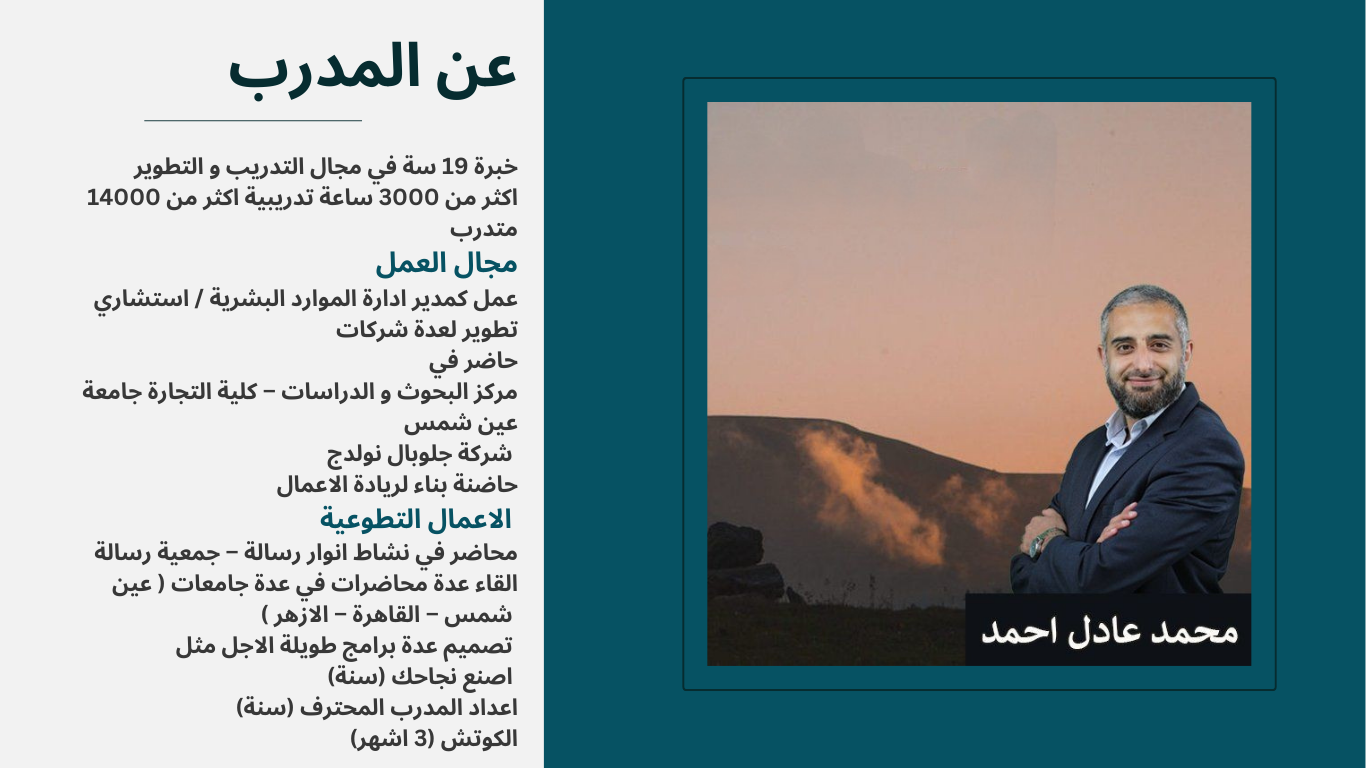 عن المدرب
خبرة 19 سة في مجال التدريب و التطوير
اكثر من 3000 ساعة تدريبية اكثر من 14000
متدرب
مجال العمل
عمل كمدير ادارة الموارد البشرية / استشاري
تطوير لعدة شركات
حاضر في
مركز البحوث و الدراسات – كلية التجارة جامعة
عين شمس
شركة جلوبال نولدج
حاضنة بناء لريادة الاعمال
الاعمال التطوعية
محاضر في نشاط انوار رسالة – جمعية رسالة
القاء عدة محاضرات في عدة جامعات ( عين
شمس – القاهرة – الازهر )
تصميم عدة برامج طويلة الاجل مثل
اصنع نجاحك (سنة)
اعداد المدرب المحترف (سنة)
الكوتش (3 اشهر)
محمد عادل احمد